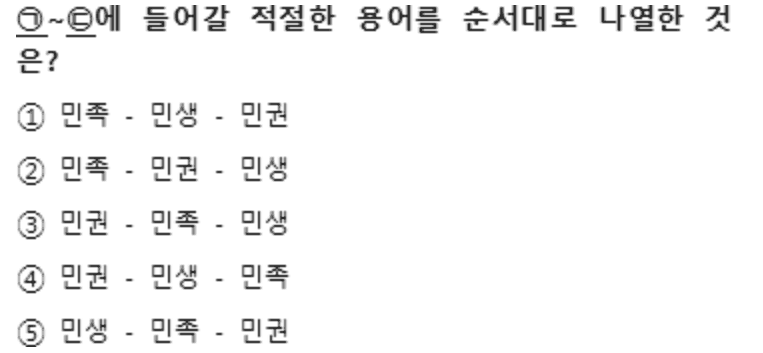 ㉠~㉢에 들어갈 적절한 용어를 순서대로 나열한 것
은?
① 민족 - 민생 - 민권
② 민족 - 민권 - 민생
③ 민권 - 민족 - 민생
④ 민권 - 민생 - 민족
⑤ 민생 - 민족 - 민권